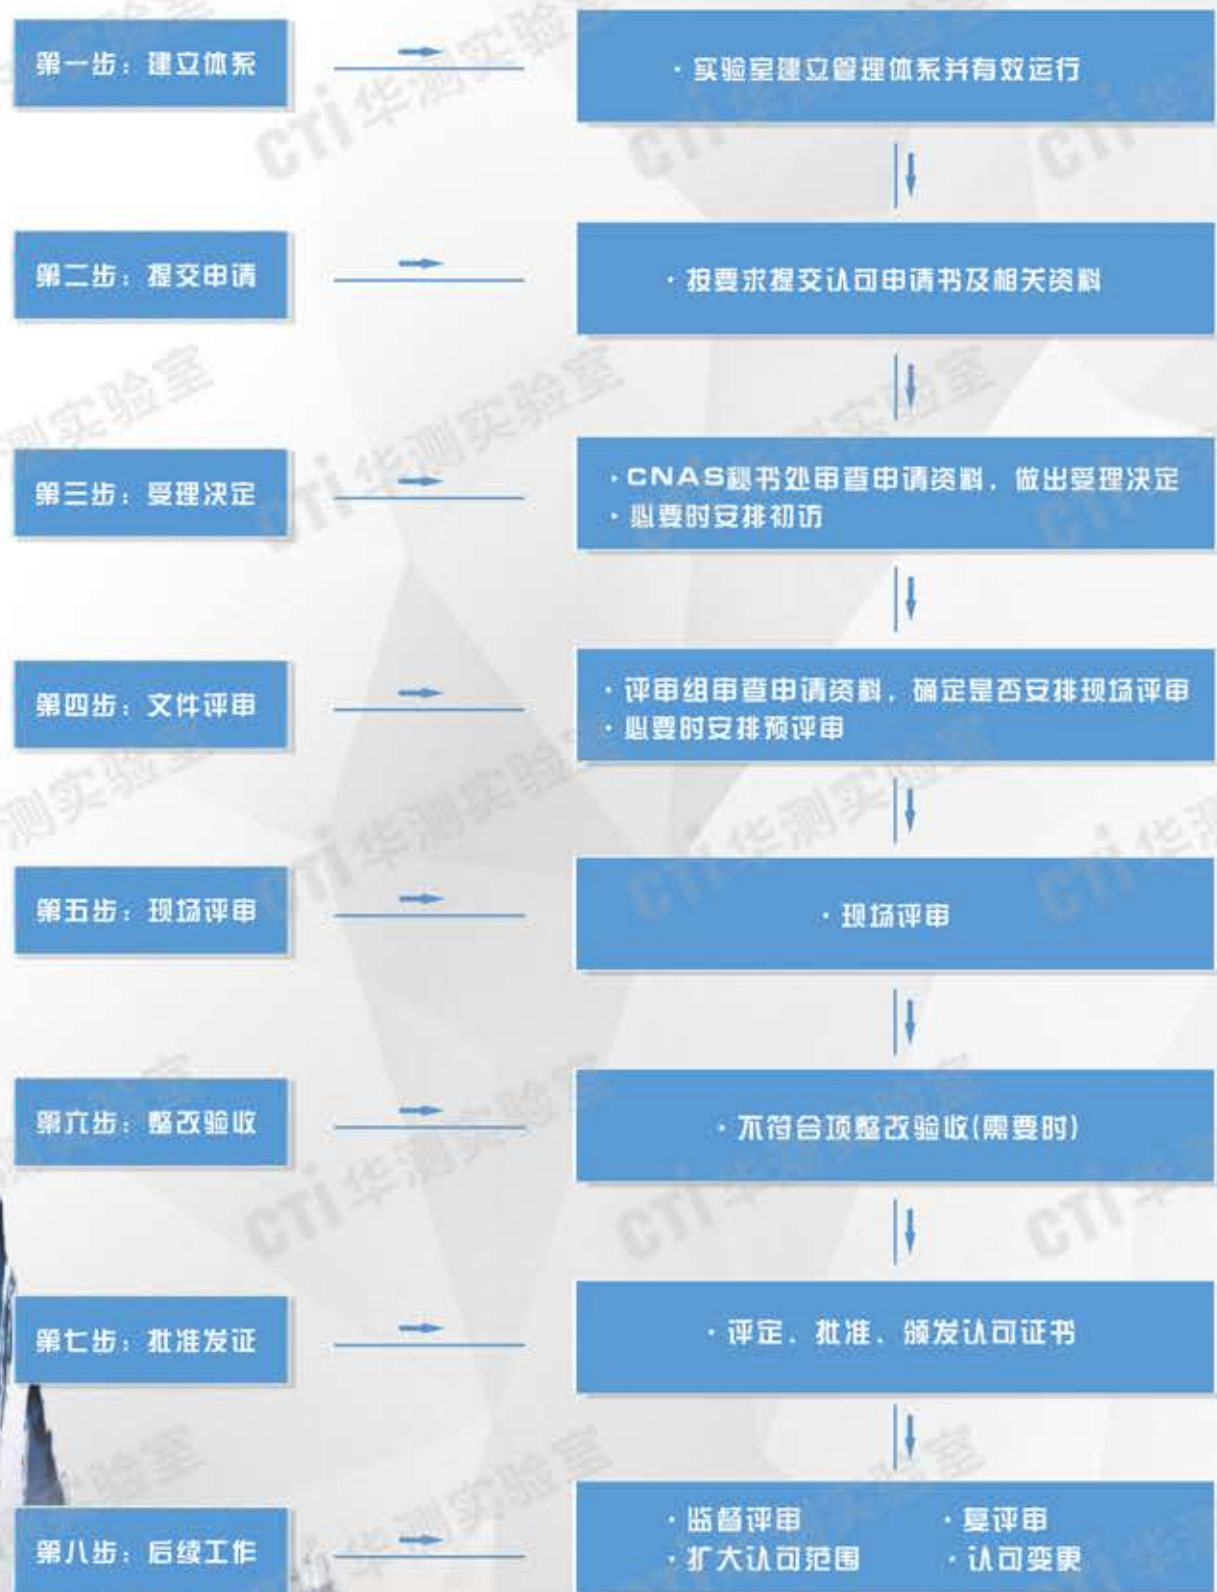 第一步：建立体系
·实验室建立管理体系并有效运行
第二步：提交申请
·按要求提交认可申请书及相关资料
第三步：受理决定
·CNAS秘书处审查申请资料，做出受理决定
·必要时安排初访
第四步：文件评审
·评审组审查申请资料，确定是否安排现场评审
·必要时安排预评审
第五步：现场评审
·现场评审
第六步：整改验收
·不符合项整改验收(需要时)
第七步：批准发证
·评定、批准、颁发认可证书
第八步：后续工作
·监督评审 ·复评审
·扩大认可范围 ·认可变更
CTI华测实验室